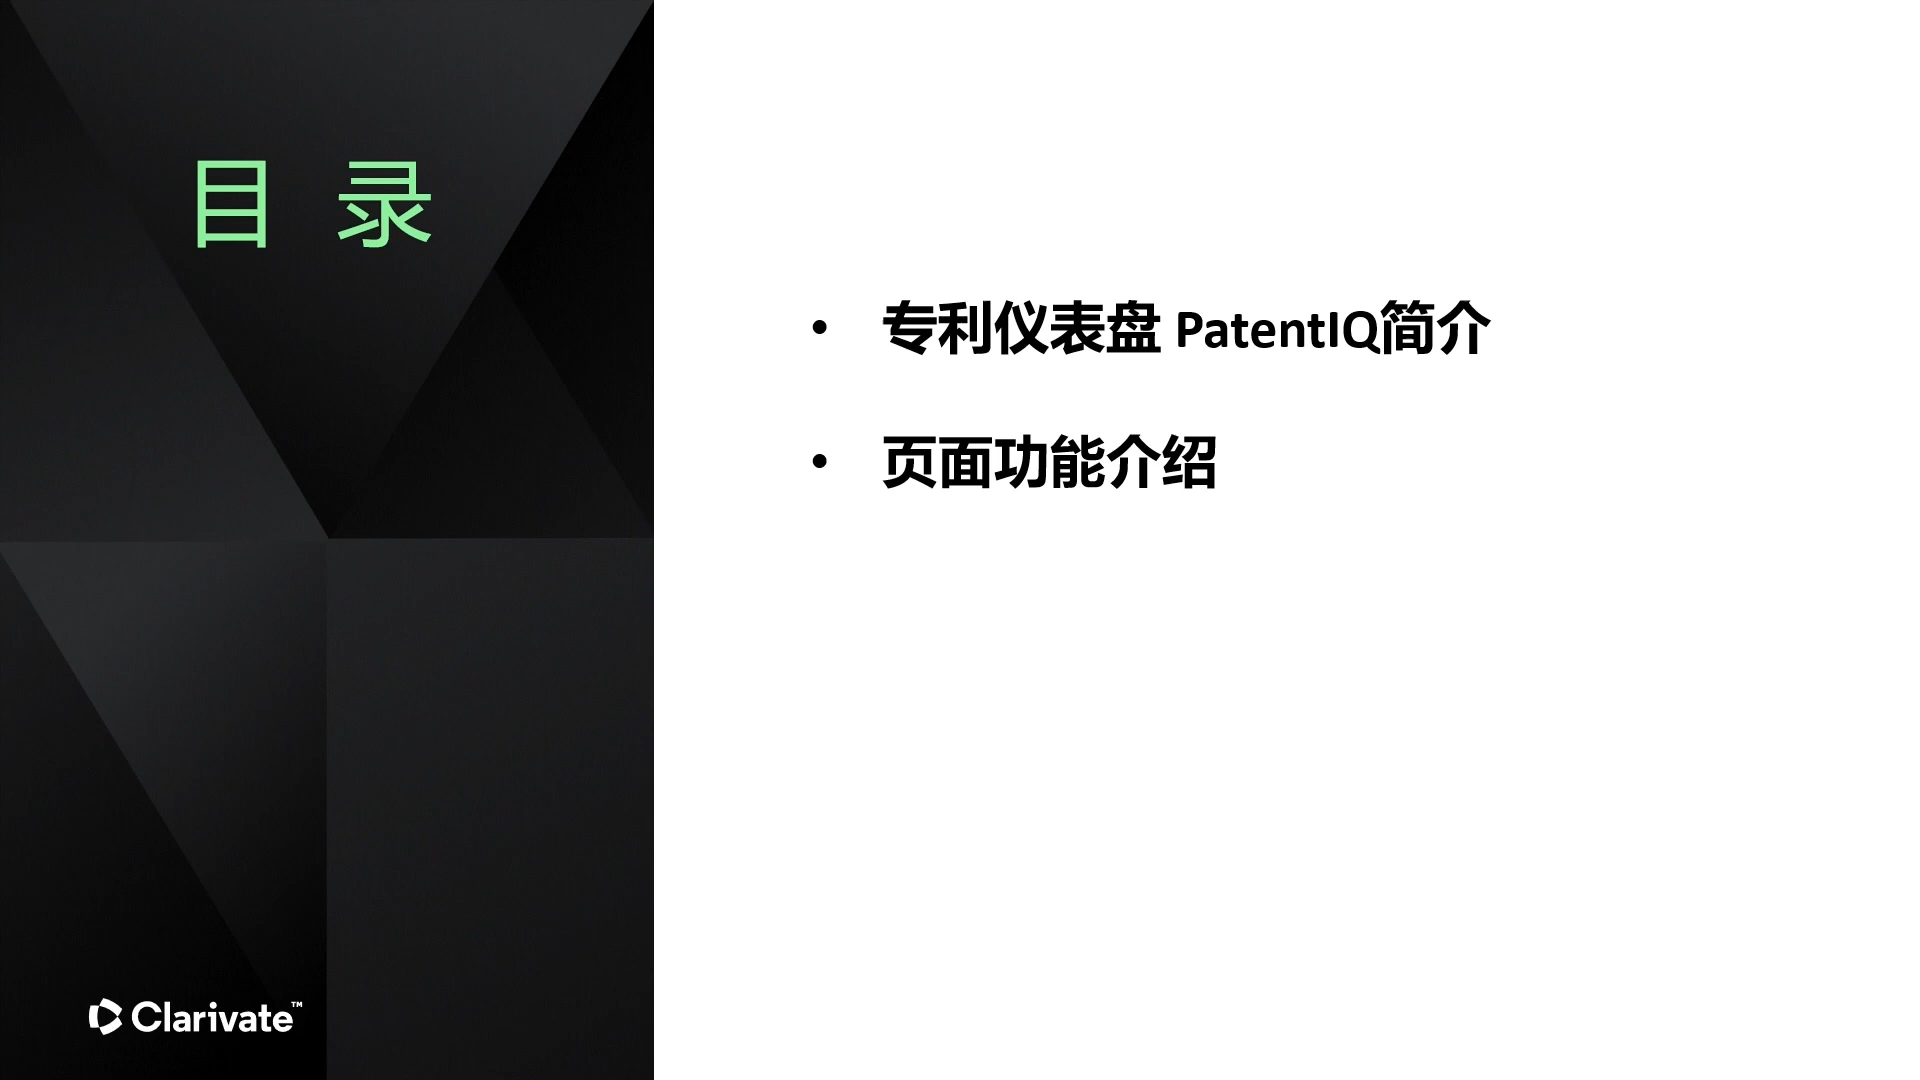 目 录
• 专利仪表盘 PatentIQ简介
• 页面功能介绍
Clarivate™